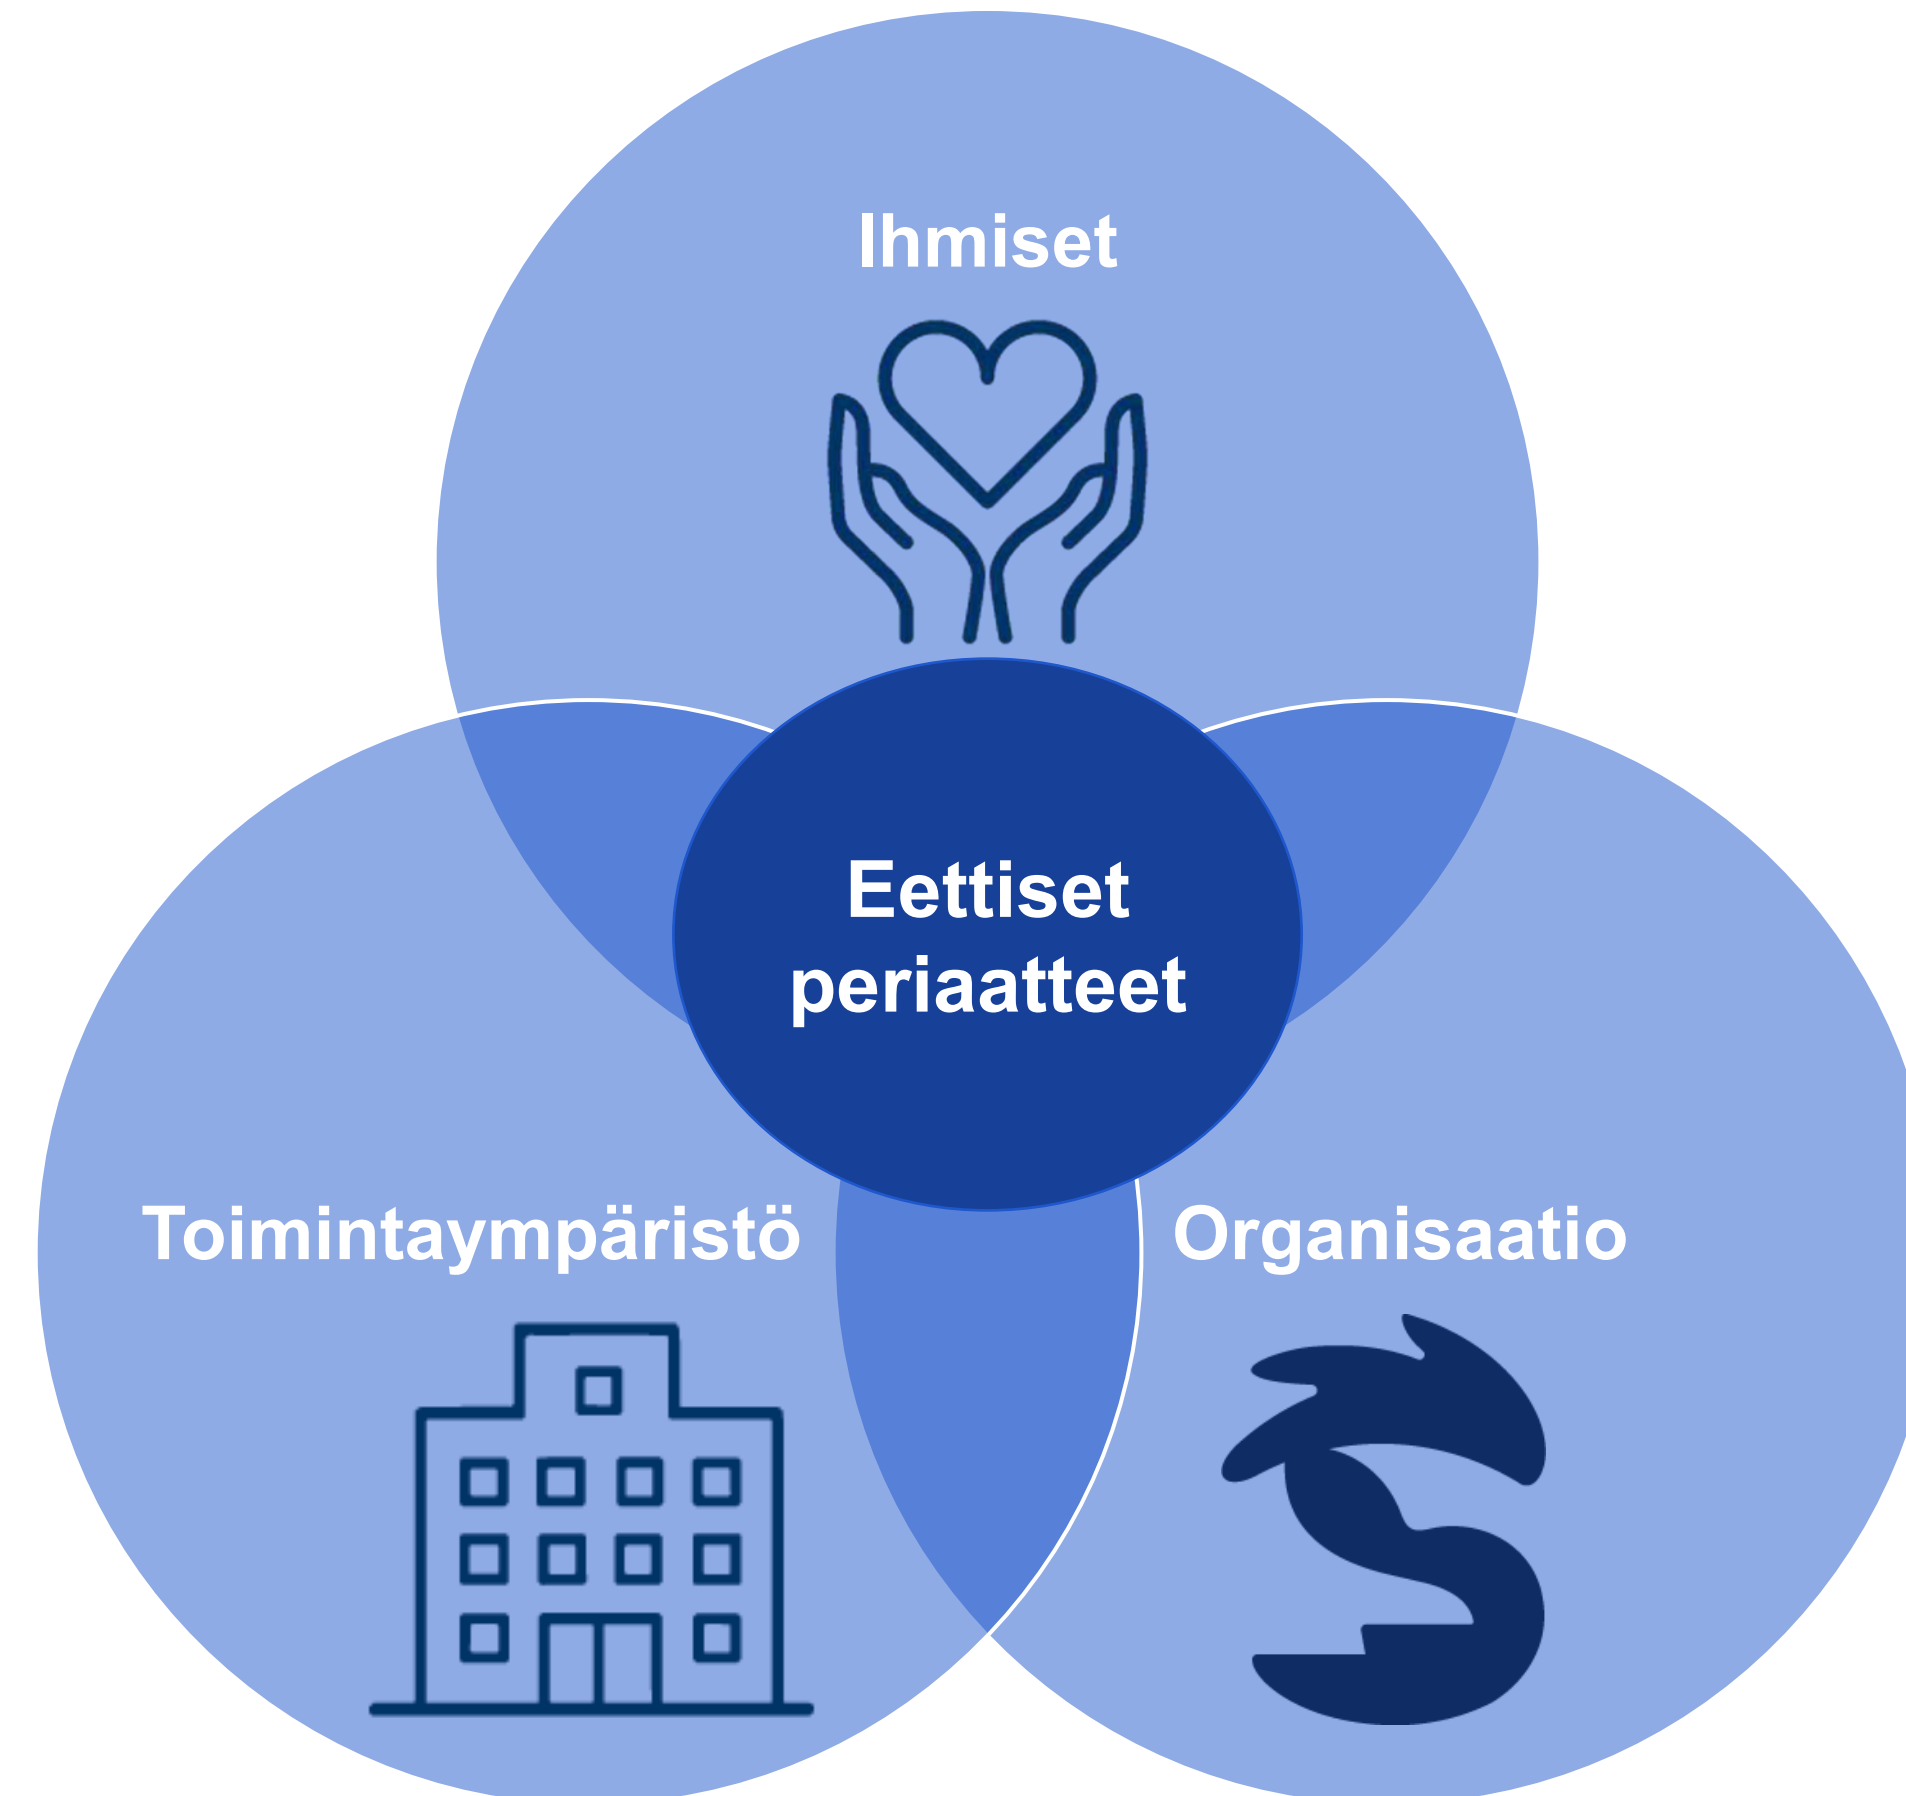 Ihmiset
Eettiset
periaatteet
Toimintaympäristö
Organisaatio